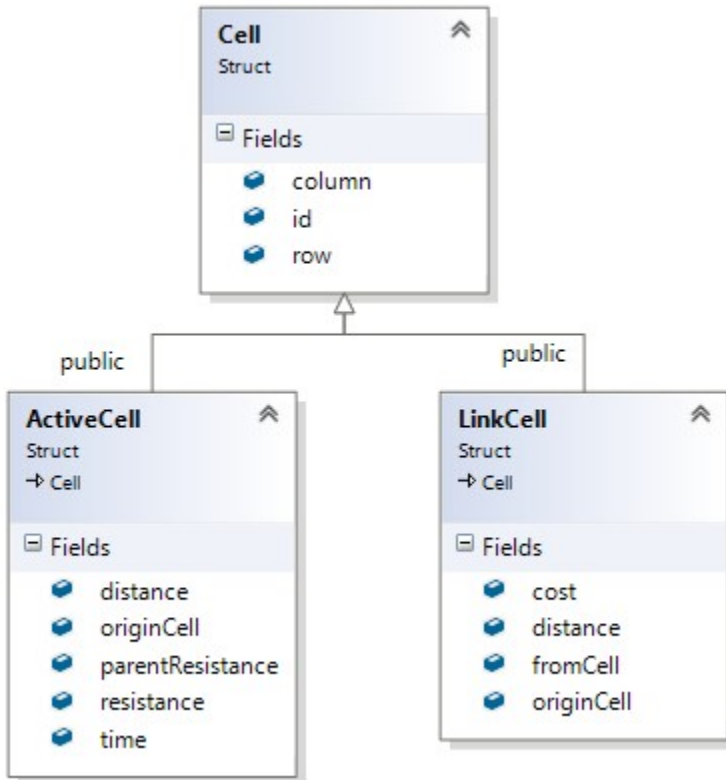 Cell
Struct
Fields
column
id
row
public
public
ActiveCell
Struct
Cell
Fields
distance
originCell
parentResistance
resistance
time
LinkCell
Struct
Cell
Fields
cost
distance
fromCell
originCell